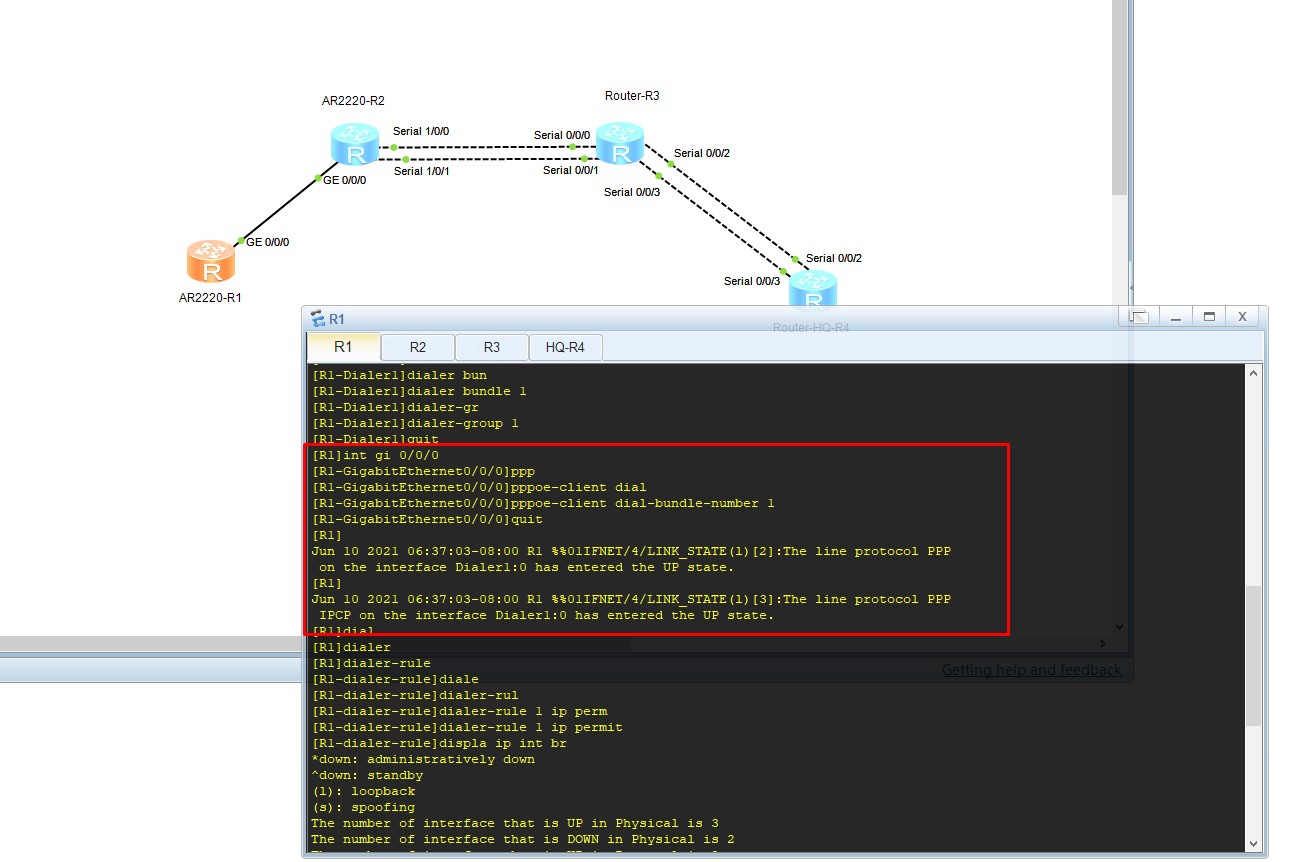 AR2220-R2
Router-R3
Serial 1/0/0
Serial 0/0/0
Serial 0/0/2
Serial 1/0/1
Serial 0/0/1
GE 0/0/0
Serial 0/0/3
GE 0/0/0
Serial 0/0/2
Serial 0/0/3
AR2220-R1
Router-HQ-R4
R1
R1 R2 R3 HQ-R4
[R1-Dialer1]dialer bun
[R1-Dialer1]dialer bundle 1
[R1-Dialer1]dialer-gr
[R1-Dialer1]dialer-group 1
[R1-Dialer1]quit
[R1]int gi 0/0/0
[R1-GigabitEthernet0/0/0]ppp
[R1-GigabitEthernet0/0/0]pppoe-client dial
[R1-GigabitEthernet0/0/0]pppoe-client dial-bundle-number 1
[R1-GigabitEthernet0/0/0]quit
[R1]
Jun 10 2021 06:37:03-08:00 R1 %%01IFNET/4/LINK_STATE(l)[2]:The line protocol PPP
on the interface Dialer1:0 has entered the UP state.
[R1]
Jun 10 2021 06:37:03-08:00 R1 %%01IFNET/4/LINK_STATE(l)[3]:The line protocol PPP
IPCP on the interface Dialer1:0 has entered the UP state.
[R1]dial
[R1]dialer
[R1]dialer-rule
[R1-dialer-rule]diale
[R1-dialer-rule]dialer-rul
[R1-dialer-rule]dialer-rule 1 ip perm
[R1-dialer-rule]dialer-rule 1 ip permit
[R1-dialer-rule]displa ip int br
*down: administratively down
^down: standby
(l): loopback
(s): spoofing
The number of interface that is UP in Physical is 3
The number of interface that is DOWN in Physical is 2
Getting help and feedback